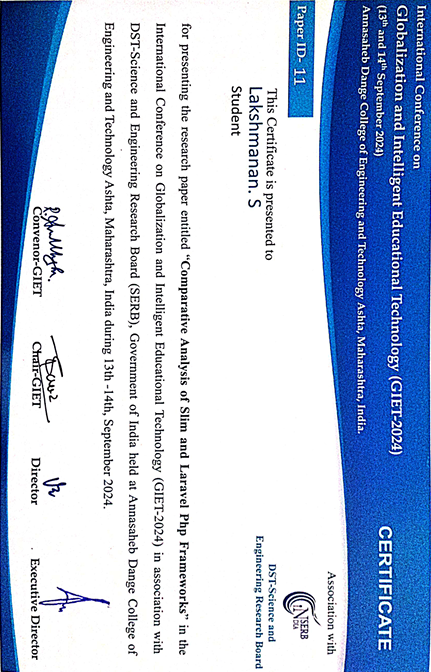 International Conference on
Globalization and Intelligent Educational Technology (GIET-2024)
(13th and 14th September 2024)
Annasaheb Dange College of Engineering and Technology Ashta, Maharashtra, India.
CERTIFICATE
Paper ID- 11
Association with
SERB
INDIA
DST-Science and
Engineering Research Board
This Certificate is presented to
Lakshmanan. S
Student
for presenting the research paper entitled "Comparative Analysis of Slim and Laravel Php Frameworks" in the
International Conference on Globalization and Intelligent Educational Technology (GIET-2024) in association with
DST-Science and Engineering Research Board (SERB), Government of India held at Annasaheb Dange College of
Engineering and Technology Ashta, Maharashtra, India during 13th -14th, September 2024.
Convenor-GIET
Chair-GIET
Director
Executive Director